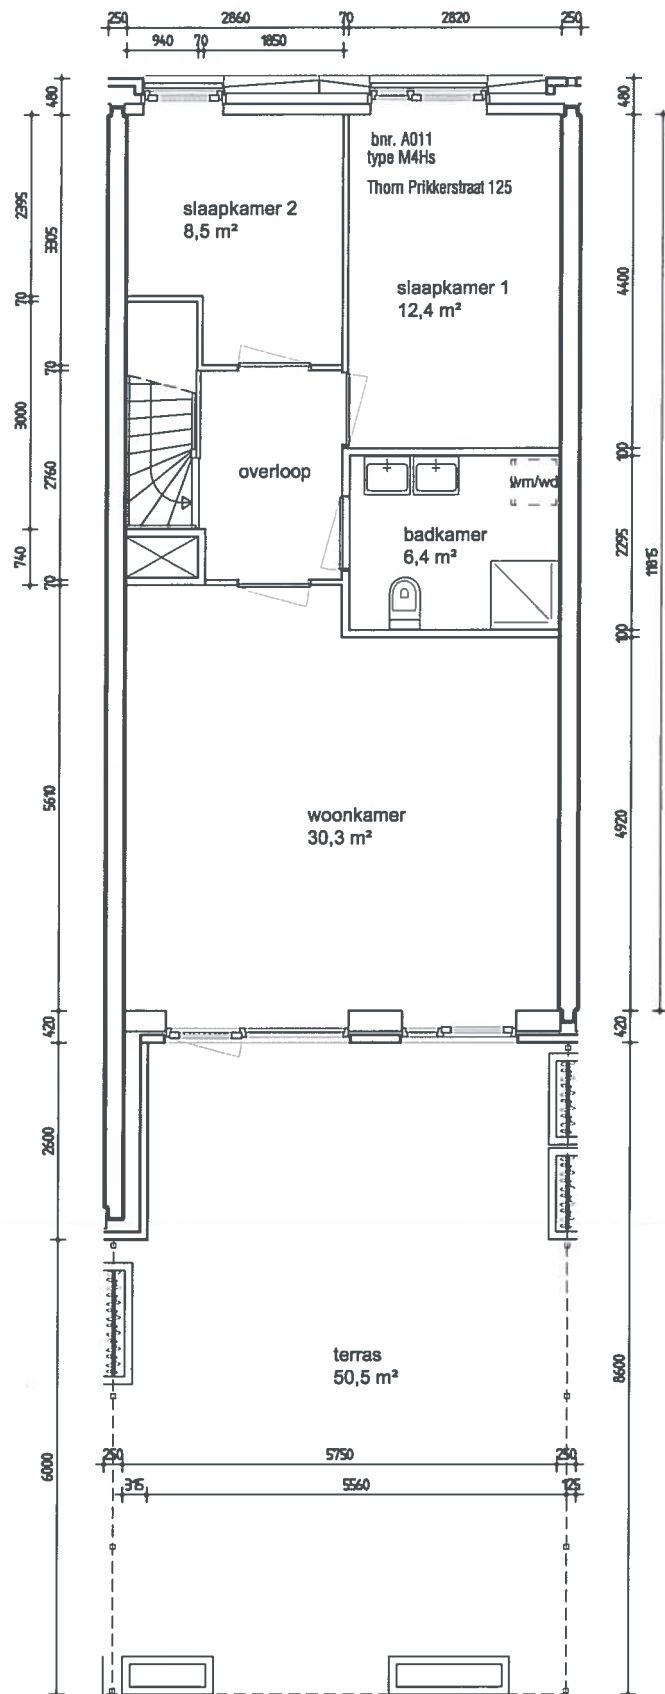 250 2860 70 2820 250
940 70 1850
480
480
bnr. A011
type M4Hs
Thorn Prikkerstraat 125
2395
3305
slaapkamer 2
8,5 m²
slaapkamer 1
12,4 m²
4400
70
70
3000
2760
overloop
100
wm/wd
badkamer
6,4 m²
2295
11815
740
70
100
5610
woonkamer
30,3 m²
4920
420
420
2600
terras
50,5 m²
8600
6000
250 5750 250
315 5560 125